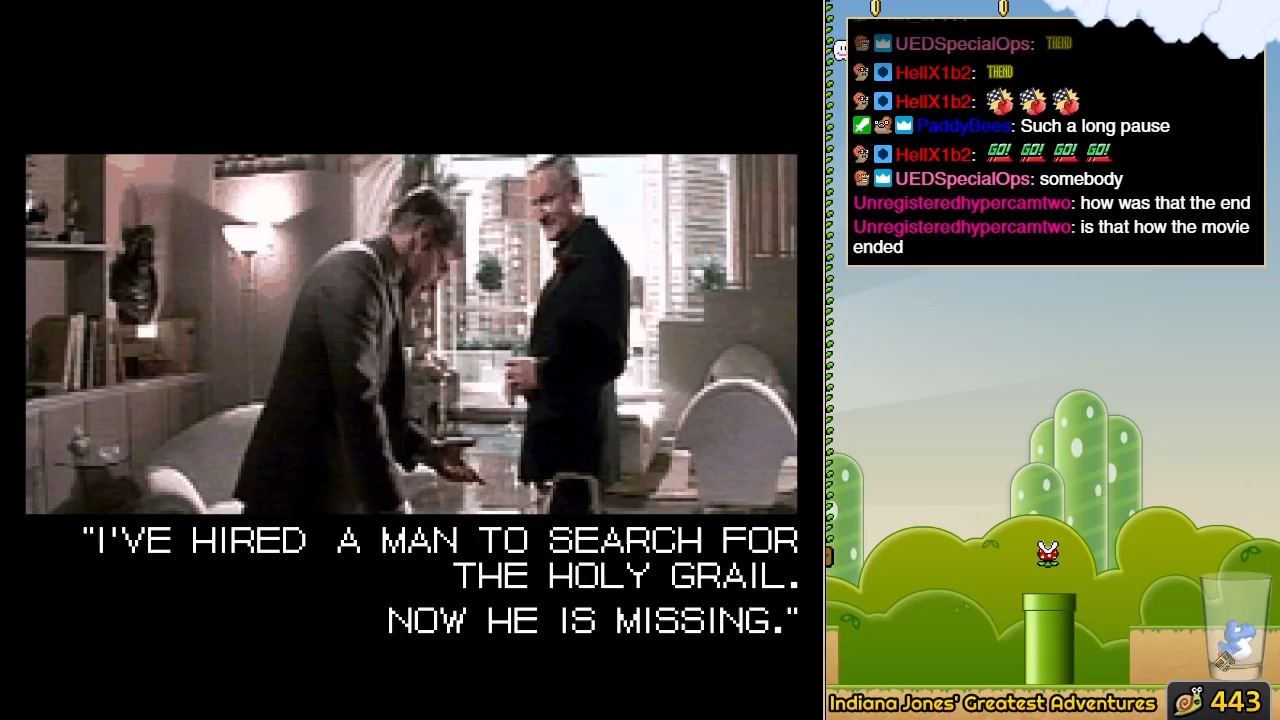 "I'VE HIRED A MAN TO SEARCH FOR
THE HOLY GRAIL.
NOW HE IS MISSING."
UEDSpecialOps: THEND
HellX1b2: THEND
HellX1b2:
PaddyBees: Such a long pause
HellX1b2: GO! GO! GO! GO!
UEDSpecialOps: somebody
Unregisteredhypercamtwo: how was that the end
Unregisteredhypercamtwo: is that how the movie
ended
Indiana Jones' Greatest Adventures
443